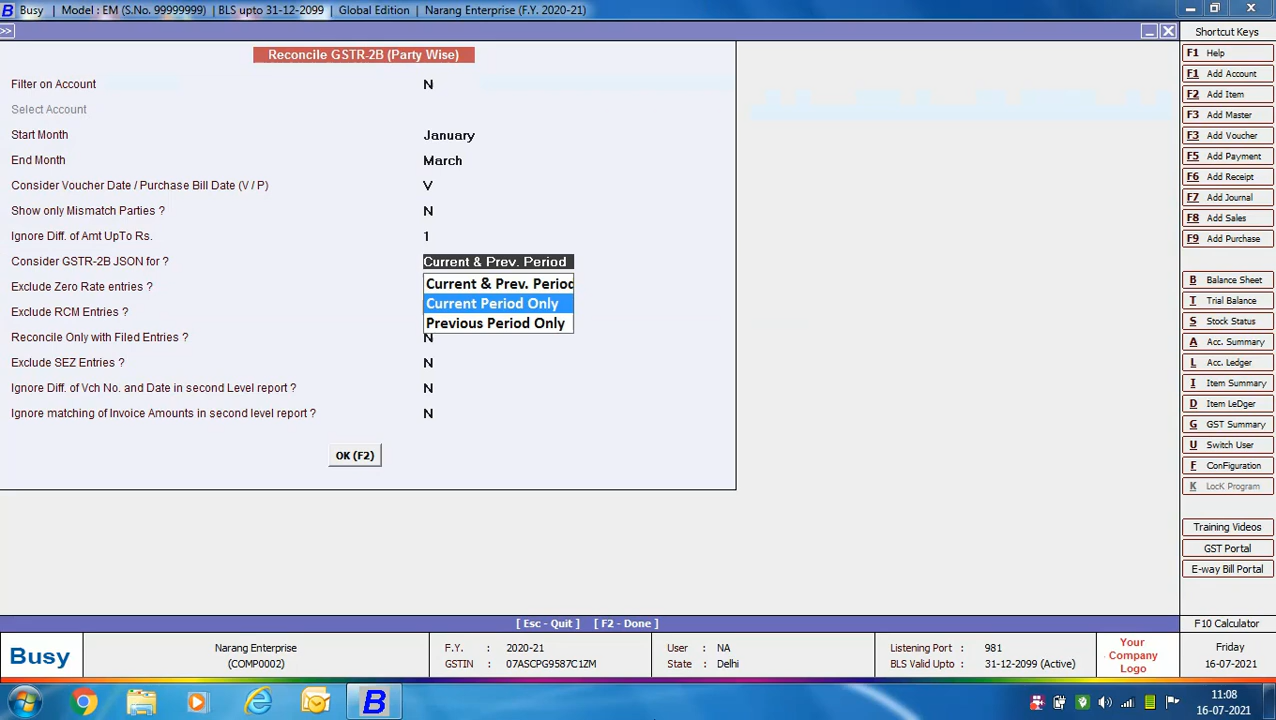 B Busy Model : EM (S.No. 99999999) BLS upto 31-12-2099 Global Edition Narang Enterprise (F.Y. 2020-21)
>>
Reconcile GSTR-2B (Party Wise)
Filter on Account N
Select Account
Start Month January
End Month March
Consider Voucher Date / Purchase Bill Date (V / P) V
Show only Mismatch Parties ? N
Ignore Diff. of Amt UpTo Rs. 1
Consider GSTR-2B JSON for ? Current & Prev. Period
Exclude Zero Rate entries ? Current & Prev. Period
Current Period Only
Exclude RCM Entries ? Previous Period Only
Reconcile Only with Filed Entries ? N
Exclude SEZ Entries ? N
Ignore Diff. of Vch No. and Date in second Level report ? N
Ignore matching of Invoice Amounts in second level report ? N
OK (F2)
[ Esc - Quit ] [ F2 - Done ]
Shortcut Keys
F1 Help
F1 Add Account
F2 Add Item
F3 Add Master
F3 Add Voucher
F5 Add Payment
F6 Add Receipt
F7 Add Journal
F8 Add Sales
F9 Add Purchase
B Balance Sheet
T Trial Balance
S Stock Status
A Acc. Summary
L Acc. Ledger
I Item Summary
D Item LeDger
G GST Summary
U Switch User
F ConFiguration
K LocK Program
Training Videos
GST Portal
E-way Bill Portal
F10 Calculator
Busy
Narang Enterprise
(COMP0002)
F.Y. : 2020-21
GSTIN : 07ASCPG9587C1ZM
User : NA
State : Delhi
Listening Port : 981
BLS Valid Upto : 31-12-2099 (Active)
Your
Company
Logo
Friday
16-07-2021
B
11:08
16-07-2021